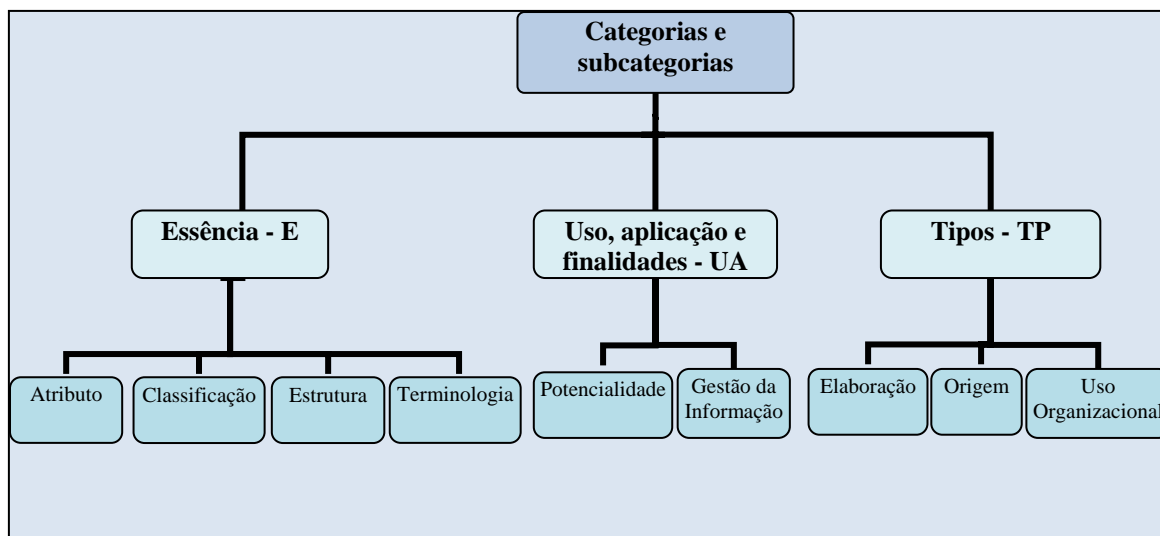 Categorias e
subcategorias
Essência - E
Uso, aplicação e
finalidades - UA
Tipos - TP
Atributo
Classificação
Estrutura
Terminologia
Potencialidade
Gestão da
Informação
Elaboração
Origem
Uso
Organizacional